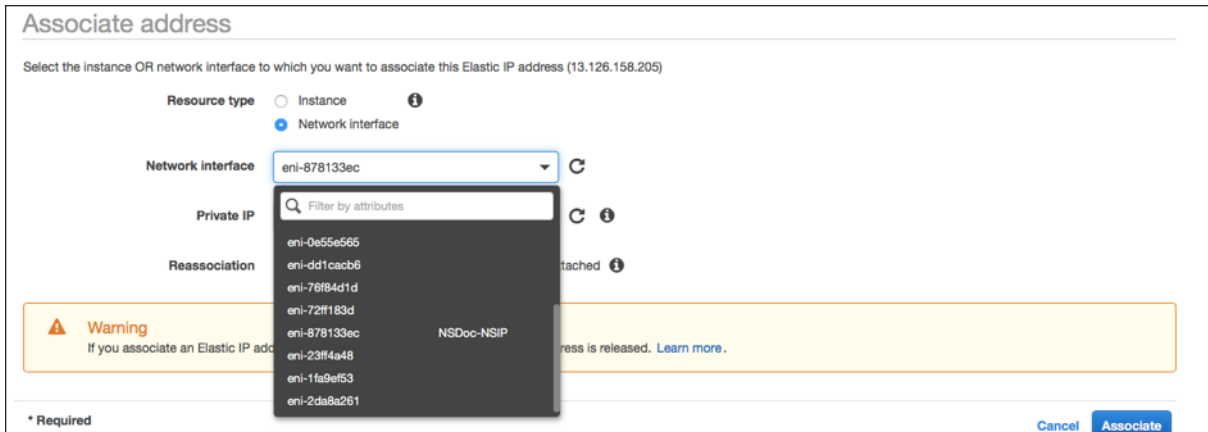 Associate address
Select the instance OR network interface to which you want to associate this Elastic IP address (13.126.158.205)
Resource type
Instance
Network interface
Network interface
eni-878133ec
Filter by attributes
Private IP
eni-0e55e565
eni-dd1cacb6
Reassociation
tached
eni-76f84d1d
eni-72ff183d
eni-878133ec NSDoc-NSIP
eni-23ff4a48
eni-1fa9ef53
eni-2da8a261
Warning
If you associate an Elastic IP add ress is released. Learn more.
* Required
Cancel Associate